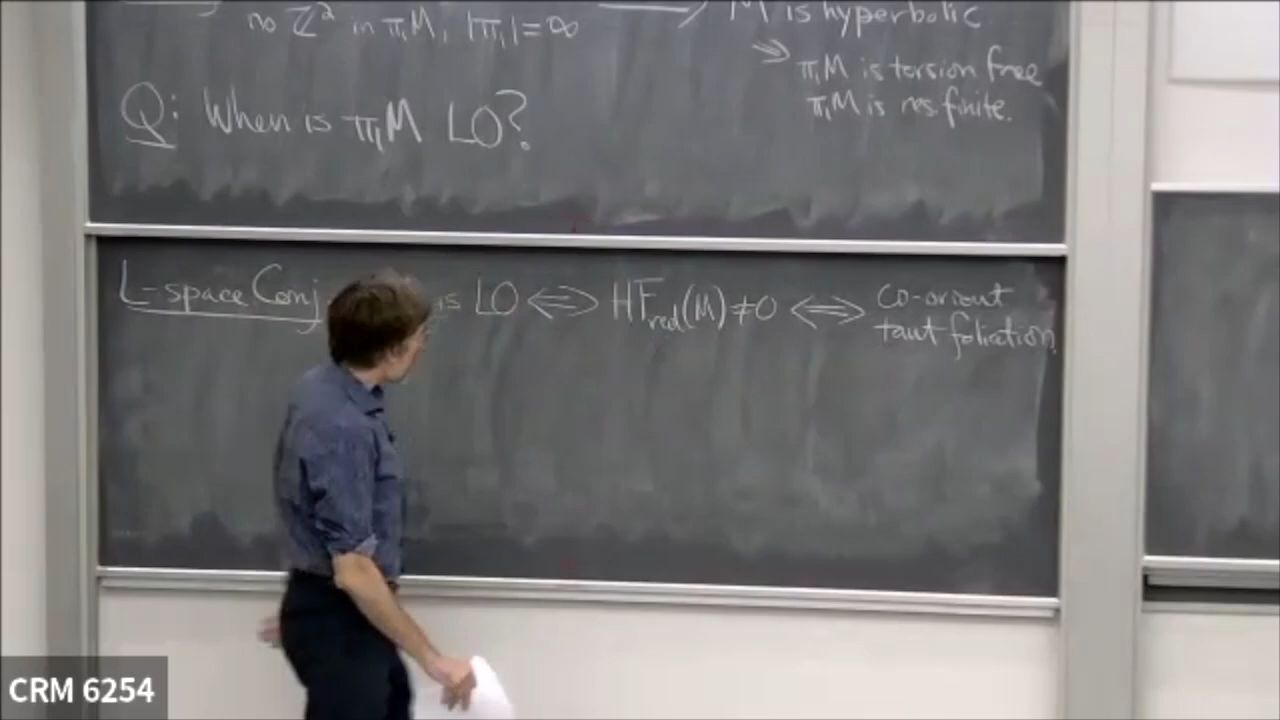 no ℤ² in π₁M, |π₁| = ∞ → M is hyperbolic
⇒ π₁M is torsion free
π₁M is res. finite.
Q: When is π₁M LO?
L-space Conj is LO ⇔ HF_red(M) ≠ 0 ⇔ co-orient
taut foliation.
CRM 6254